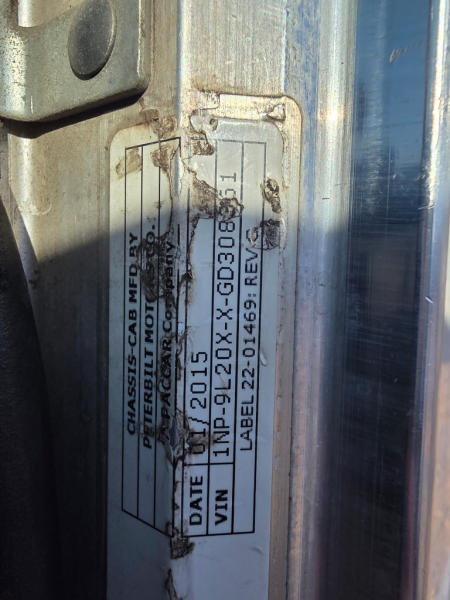 CHASSIS-CAB MFD BY
PETERBILT MOTORS CO.
PACCAR Company
DATE 01/2015
VIN 1NP-9L20X-X-GD308
LABEL 22-01469: REV